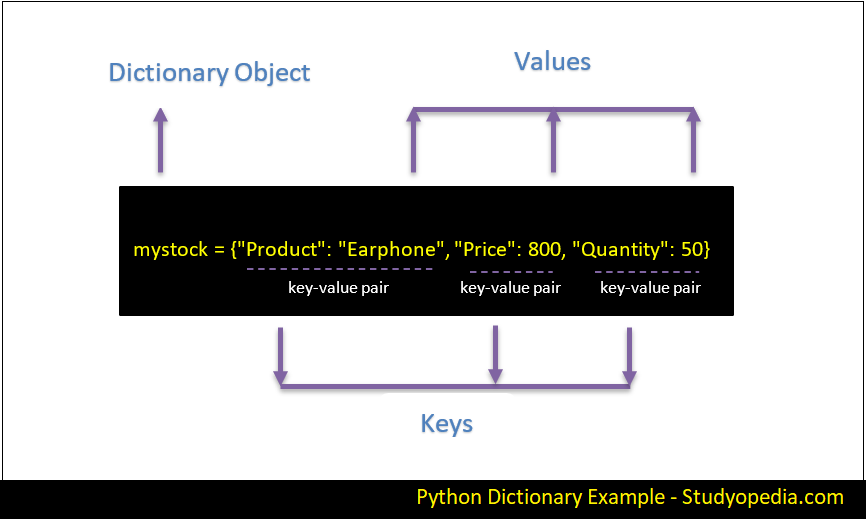 Dictionary Object
Values
mystock = {"Product": "Earphone", "Price": 800, "Quantity": 50}
key-value pair key-value pair key-value pair
Keys
Python Dictionary Example - Studyopedia.com